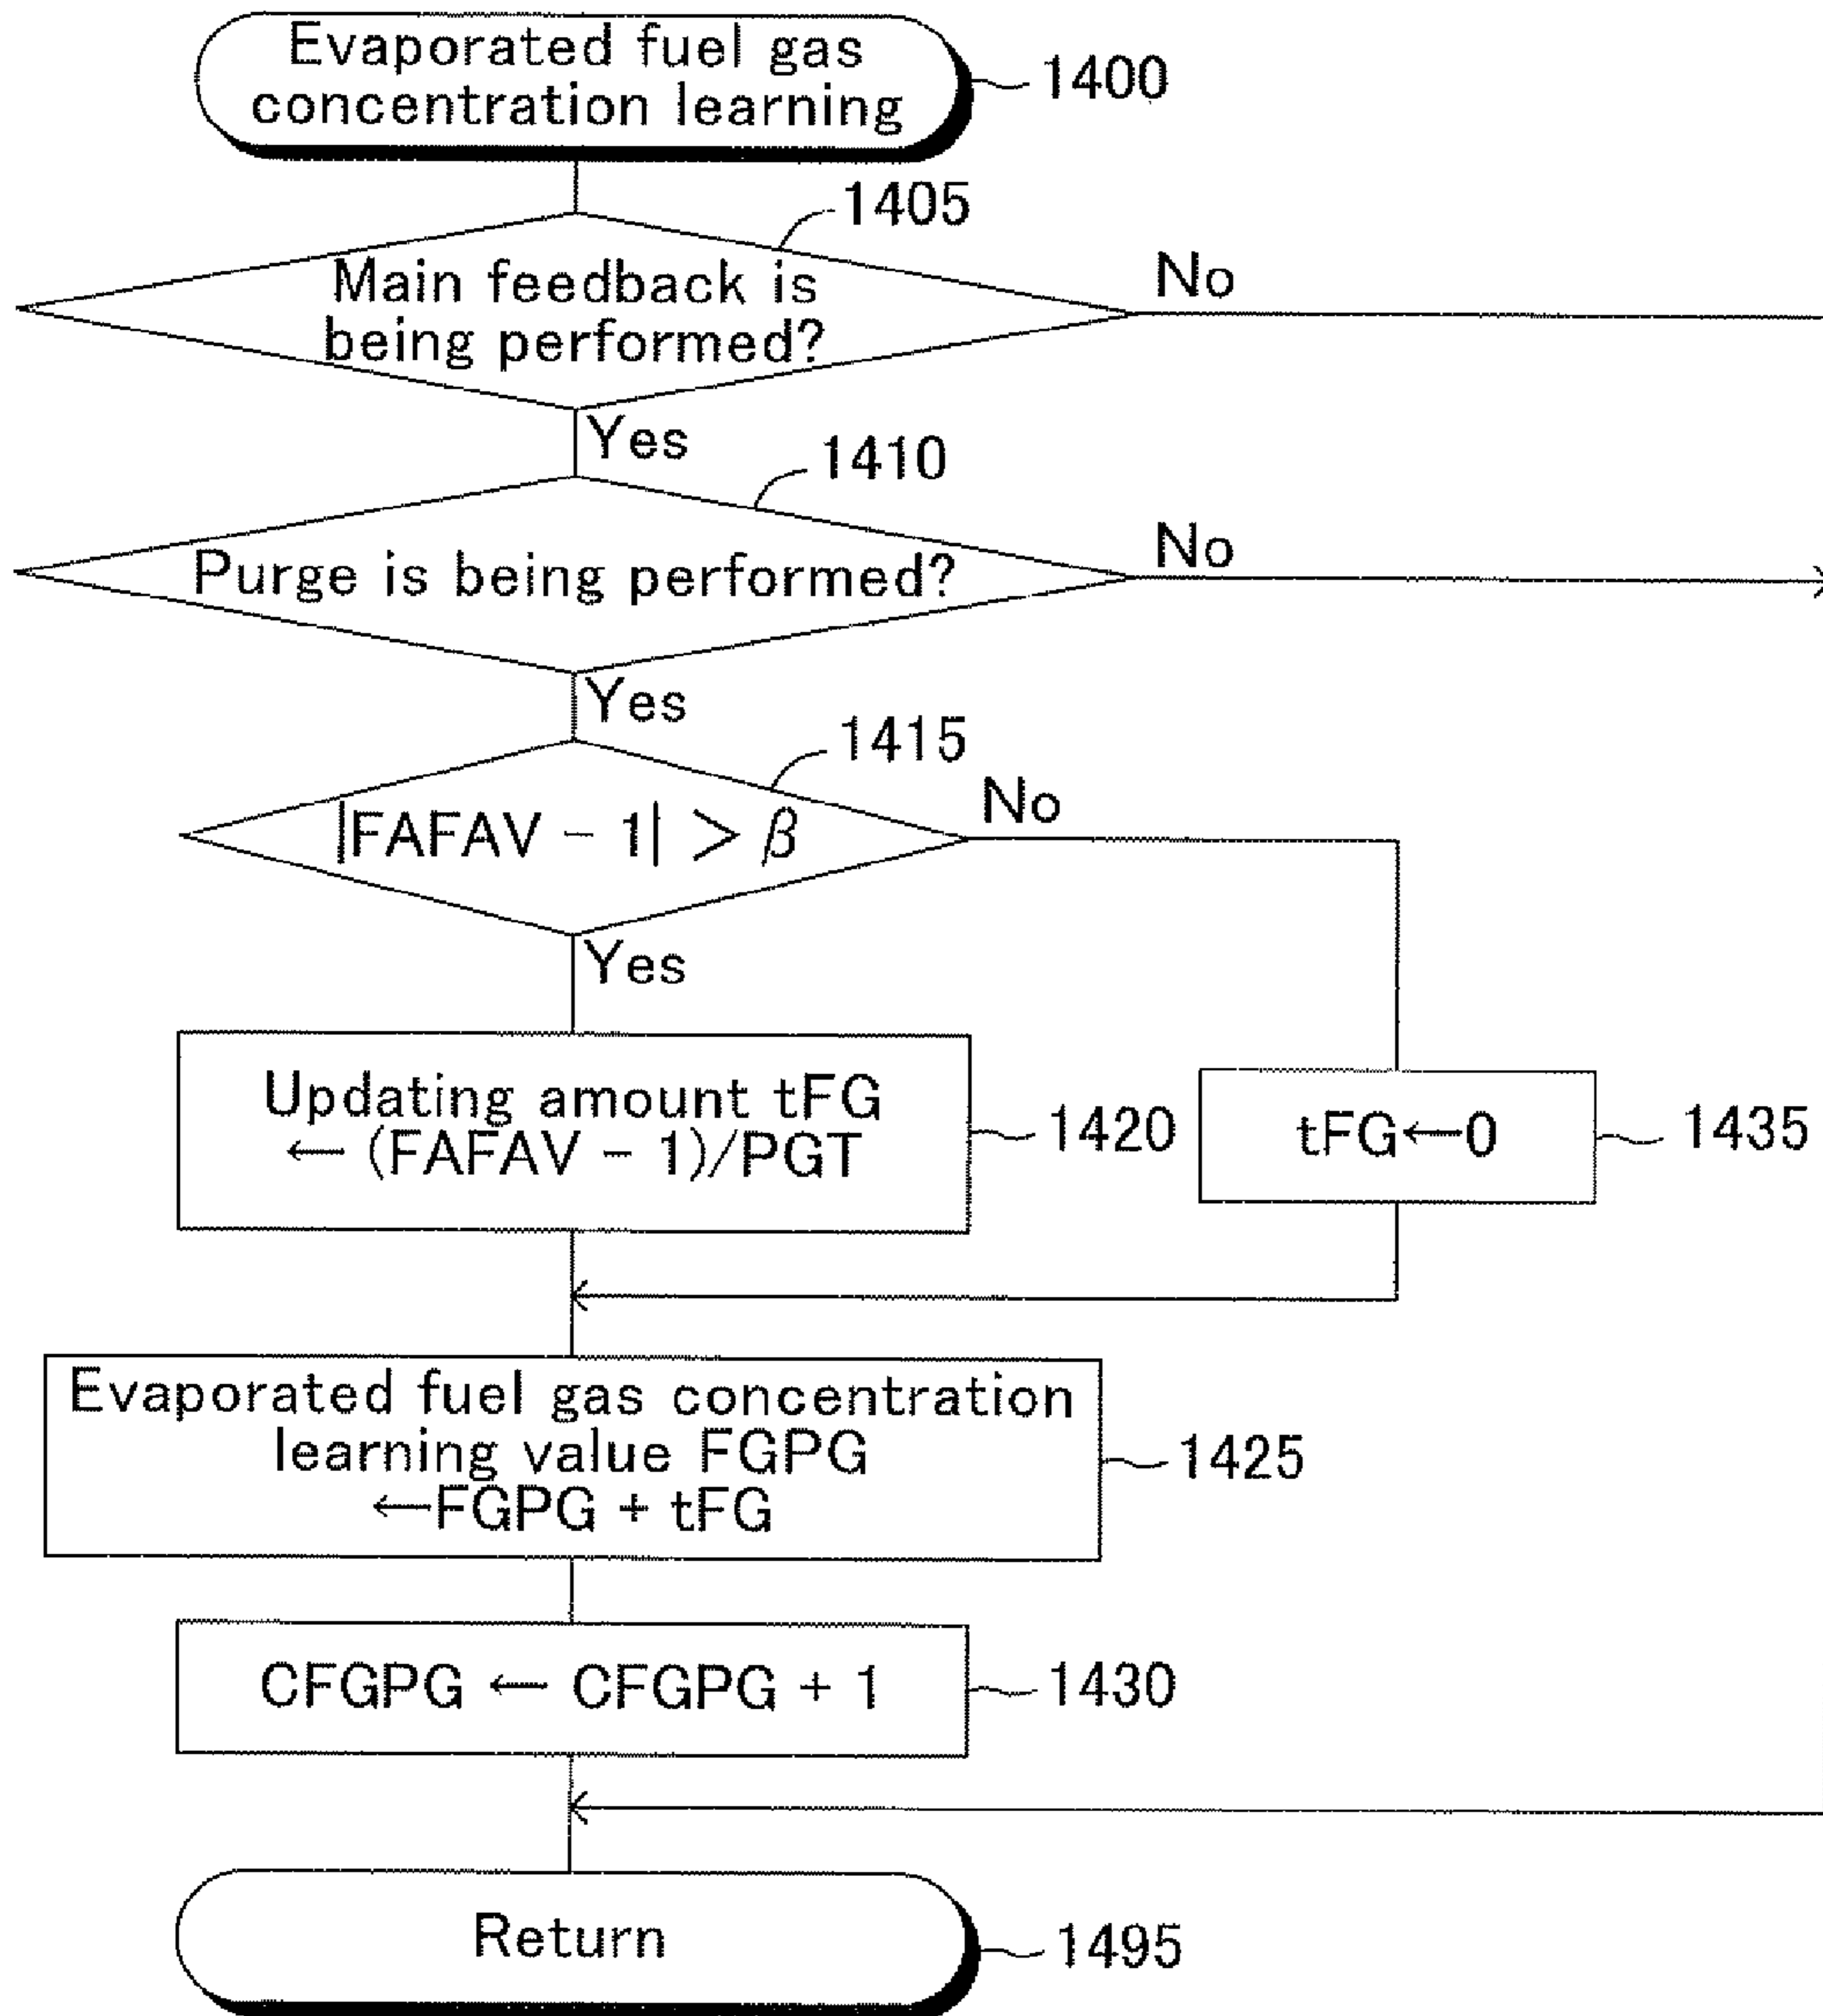 Evaporated fuel gas
concentration learning
1400
1405
Main feedback is
being performed?
No
Yes
1410
Purge is being performed?
No
Yes
1415
|FAFAV - 1| > β
No
Yes
Updating amount tFG
← (FAFAV - 1)/PGT
1420
tFG←0
1435
Evaporated fuel gas concentration
learning value FGPG
←FGPG + tFG
1425
CFGPG ← CFGPG + 1
1430
Return
1495